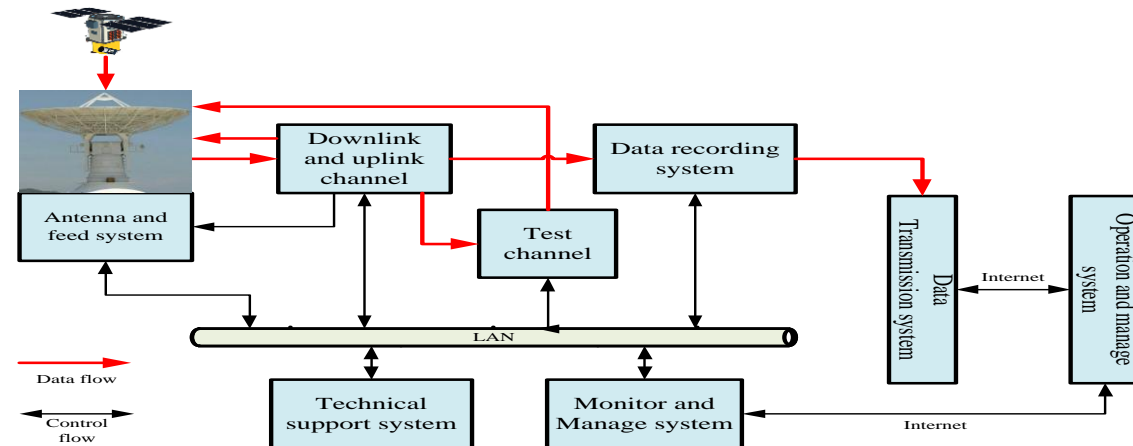 Downlink
and uplink
channel
Data recording
system
Antenna and
feed system
Test
channel
Data
Transmission system
Internet
Operation and manage
system
LAN
Data flow
Control
flow
Technical
support system
Monitor and
Manage system
Internet